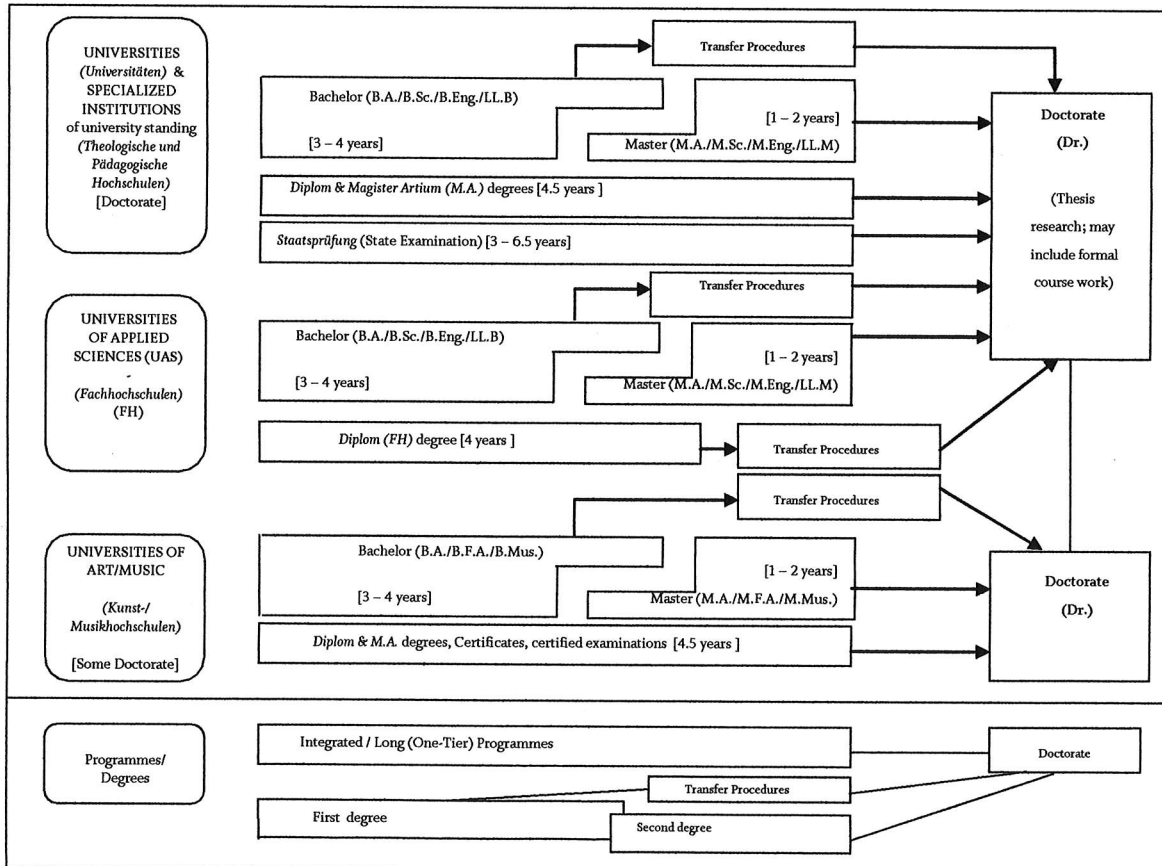 UNIVERSITIES
(Universitäten) &
SPECIALIZED
INSTITUTIONS
of university standing
(Theologische und
Pädagogische
Hochschulen)
[Doctorate]
Transfer Procedures
Bachelor (B.A./B.Sc./B.Eng./LL.B)
[3 – 4 years]
[1 – 2 years]
Master (M.A./M.Sc./M.Eng./LL.M)
Diplom & Magister Artium (M.A.) degrees [4.5 years ]
Staatsprüfung (State Examination) [3 – 6.5 years]
Doctorate
(Dr.)
(Thesis
research; may
include formal
course work)
UNIVERSITIES
OF APPLIED
SCIENCES (UAS)
-
(Fachhochschulen)
(FH)
Transfer Procedures
Bachelor (B.A./B.Sc./B.Eng./LL.B)
[3 – 4 years]
[1 – 2 years]
Master (M.A./M.Sc./M.Eng./LL.M)
Diplom (FH) degree [4 years ]
Transfer Procedures
Transfer Procedures
UNIVERSITIES OF
ART/MUSIC
(Kunst-/
Musikhochschulen)
[Some Doctorate]
Bachelor (B.A./B.F.A./B.Mus.)
[3 – 4 years]
[1 – 2 years]
Master (M.A./M.F.A./M.Mus.)
Diplom & M.A. degrees, Certificates, certified examinations [4.5 years ]
Doctorate
(Dr.)
Programmes/
Degrees
Integrated / Long (One-Tier) Programmes
Doctorate
Transfer Procedures
First degree
Second degree